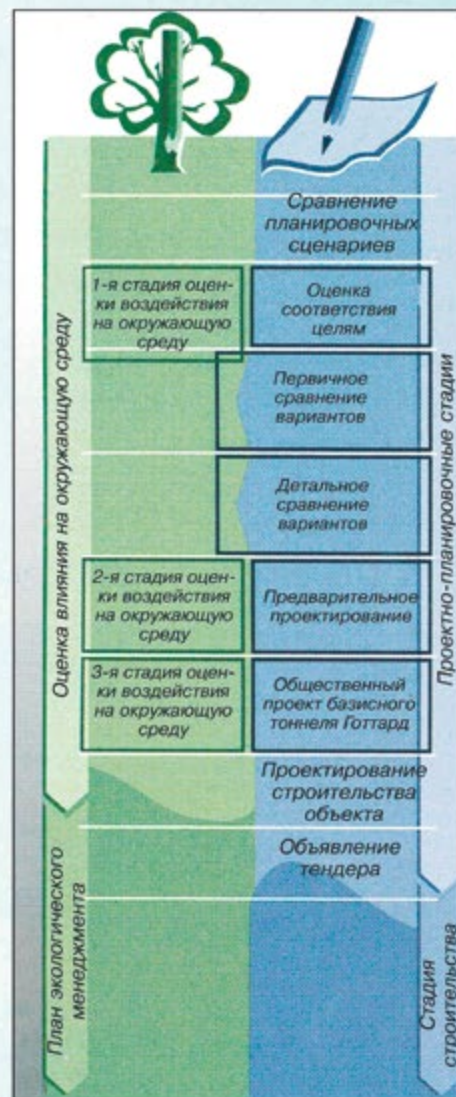 Сравнение
планировочных
сценариев
1-я стадия оцен-
ки воздействия
на окружающую
среду
Оценка
соответствия
целям
Первичное
сравнение
вариантов
Детальное
сравнение
вариантов
2-я стадия оцен-
ки воздействия
на окружающую
среду
Предварительное
проектирование
3-я стадия оцен-
ки воздействия
на окружающую
среду
Общественный
проект базисного
тоннеля Готтард
Проектирование
строительства
объекта
Объявление
тендера
Оценка влияния на окружающую среду
План экологического
менеджмента
Проектно-планировочные стадии
Стадия
строительства